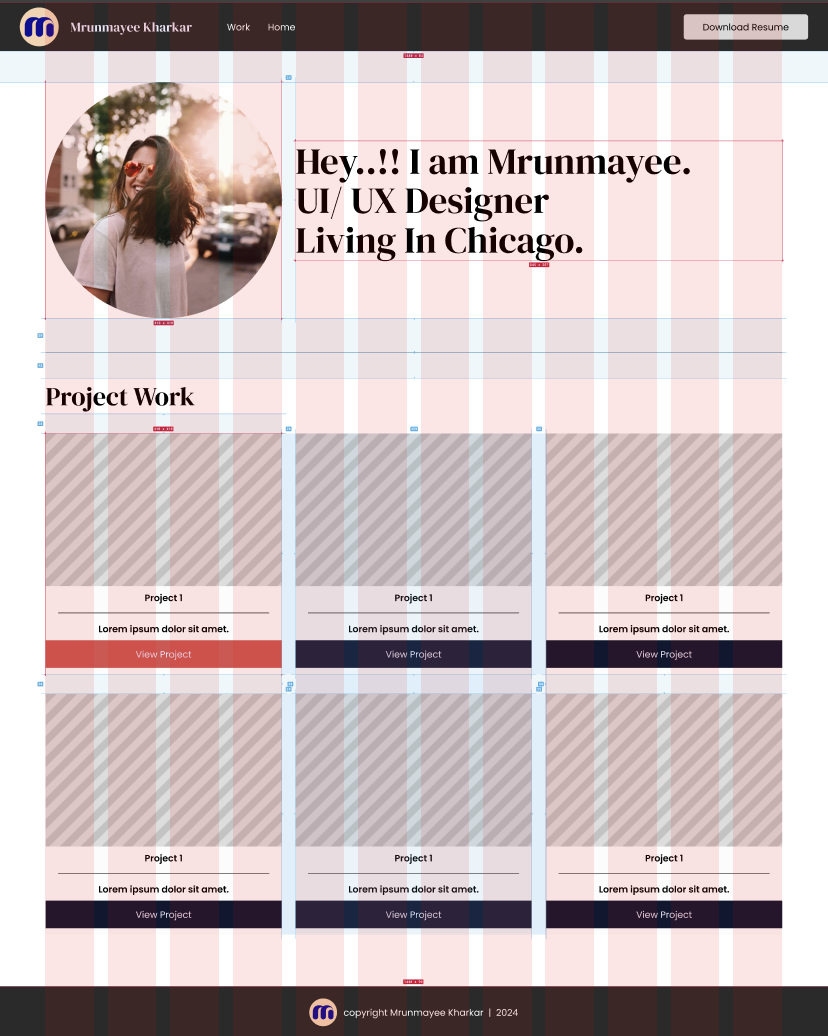 m Mrunmayee Kharkar Work Home Download Resume
Hey..!! I am Mrunmayee.
UI/ UX Designer
Living In Chicago.
Project Work
Project 1 Project 1 Project 1
Lorem ipsum dolor sit amet. Lorem ipsum dolor sit amet. Lorem ipsum dolor sit amet.
View Project View Project View Project
Project 1 Project 1 Project 1
Lorem ipsum dolor sit amet. Lorem ipsum dolor sit amet. Lorem ipsum dolor sit amet.
View Project View Project View Project
m copyright Mrunmayee Kharkar | 2024